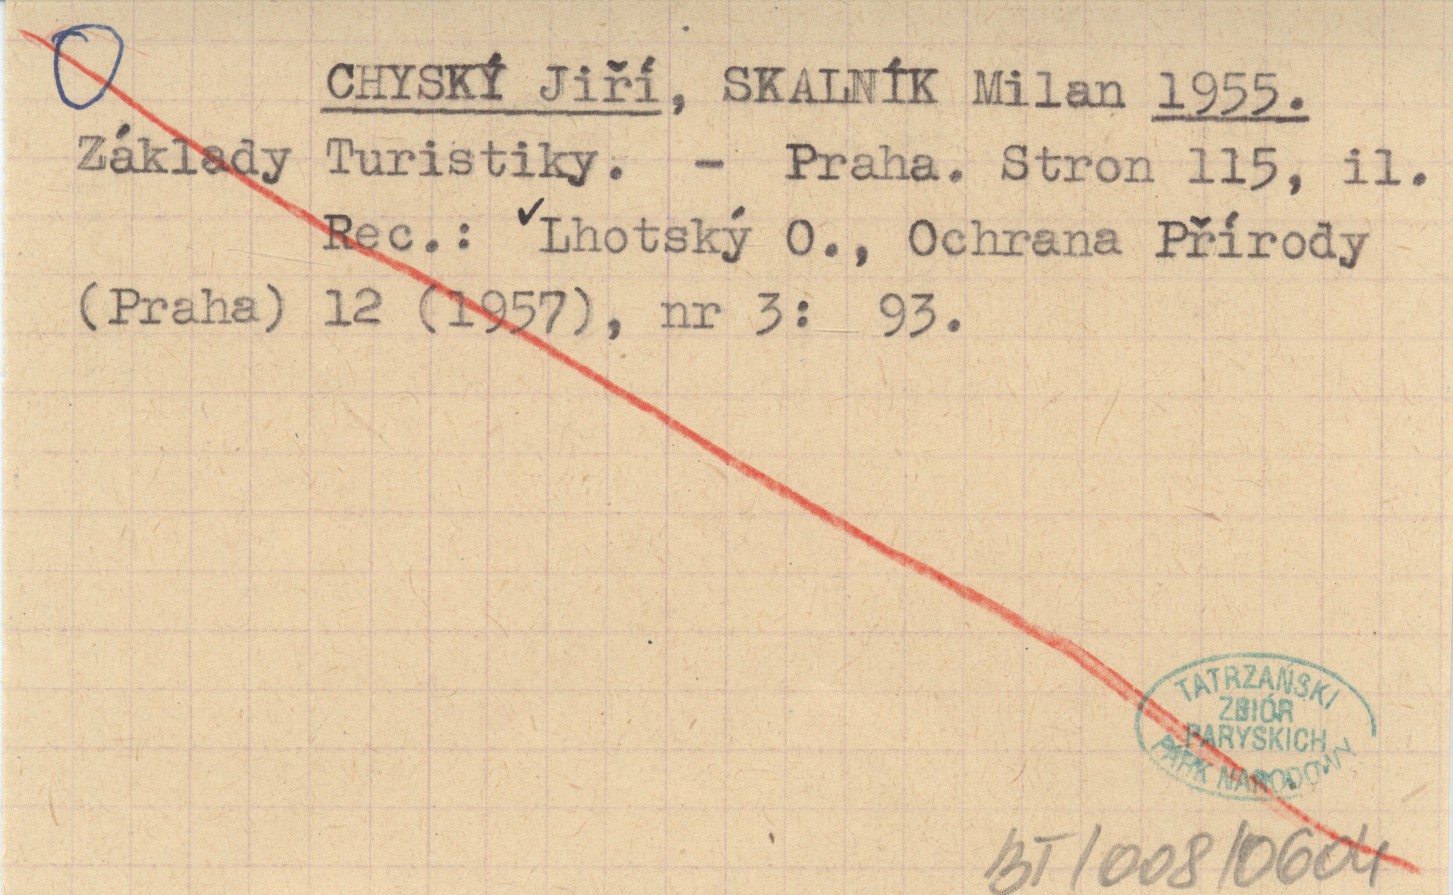 CHYSKÝ Jiří, SKALNÍK Milan 1955.
Základy Turistiky. - Praha. Stron 115, il.
Rec.: ✓Lhotský O., Ochrana Přírody
(Praha) 12 (1957), nr 3: 93.
TATRZAŃSKI
ZBIÓR
PARYSKICH
PARK NARODOWY
BT/008/0604